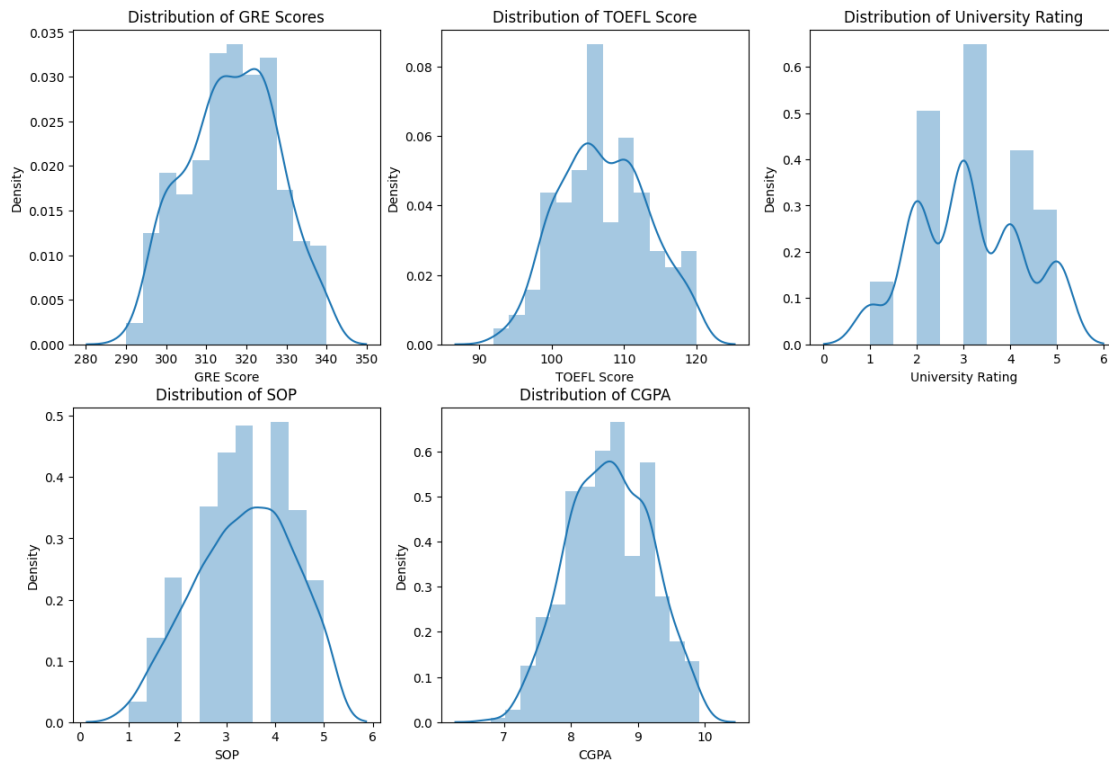 Distribution of GRE Scores
0.035
0.030
0.025
0.020
0.015
0.010
0.005
0.000
Density
280 290 300 310 320 330 340 350
GRE Score
Distribution of TOEFL Score
0.08
0.06
0.04
0.02
0.00
Density
90 100 110 120
TOEFL Score
Distribution of University Rating
0.6
0.5
0.4
0.3
0.2
0.1
0.0
Density
0 1 2 3 4 5 6
University Rating
Distribution of SOP
0.5
0.4
0.3
0.2
0.1
0.0
Density
0 1 2 3 4 5 6
SOP
Distribution of CGPA
0.6
0.5
0.4
0.3
0.2
0.1
0.0
Density
7 8 9 10
CGPA